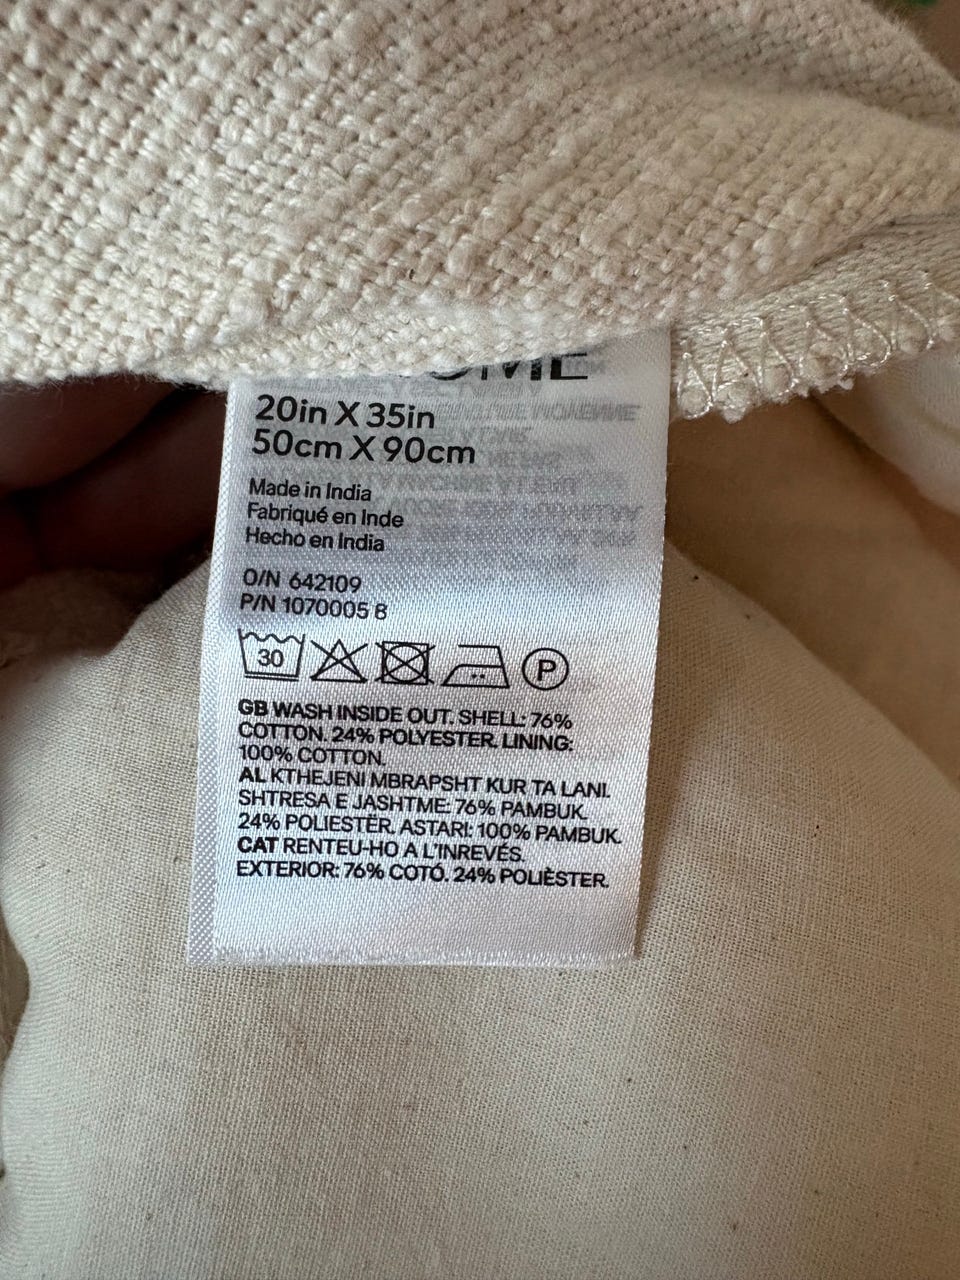 20in X 35in
50cm X 90cm
Made in India
Fabriqué en Inde
Hecho en India
O/N 642109
P/N 1070005 8
30
P
GB WASH INSIDE OUT. SHELL: 76%
COTTON. 24% POLYESTER. LINING:
100% COTTON.
AL KTHEJENI MBRAPSHT KUR TA LANI.
SHTRESA E JASHTME: 76% PAMBUK.
24% POLIESTËR. ASTARI: 100% PAMBUK.
CAT RENTEU-HO A L'INREVÉS.
EXTERIOR: 76% COTÓ. 24% POLIÈSTER.